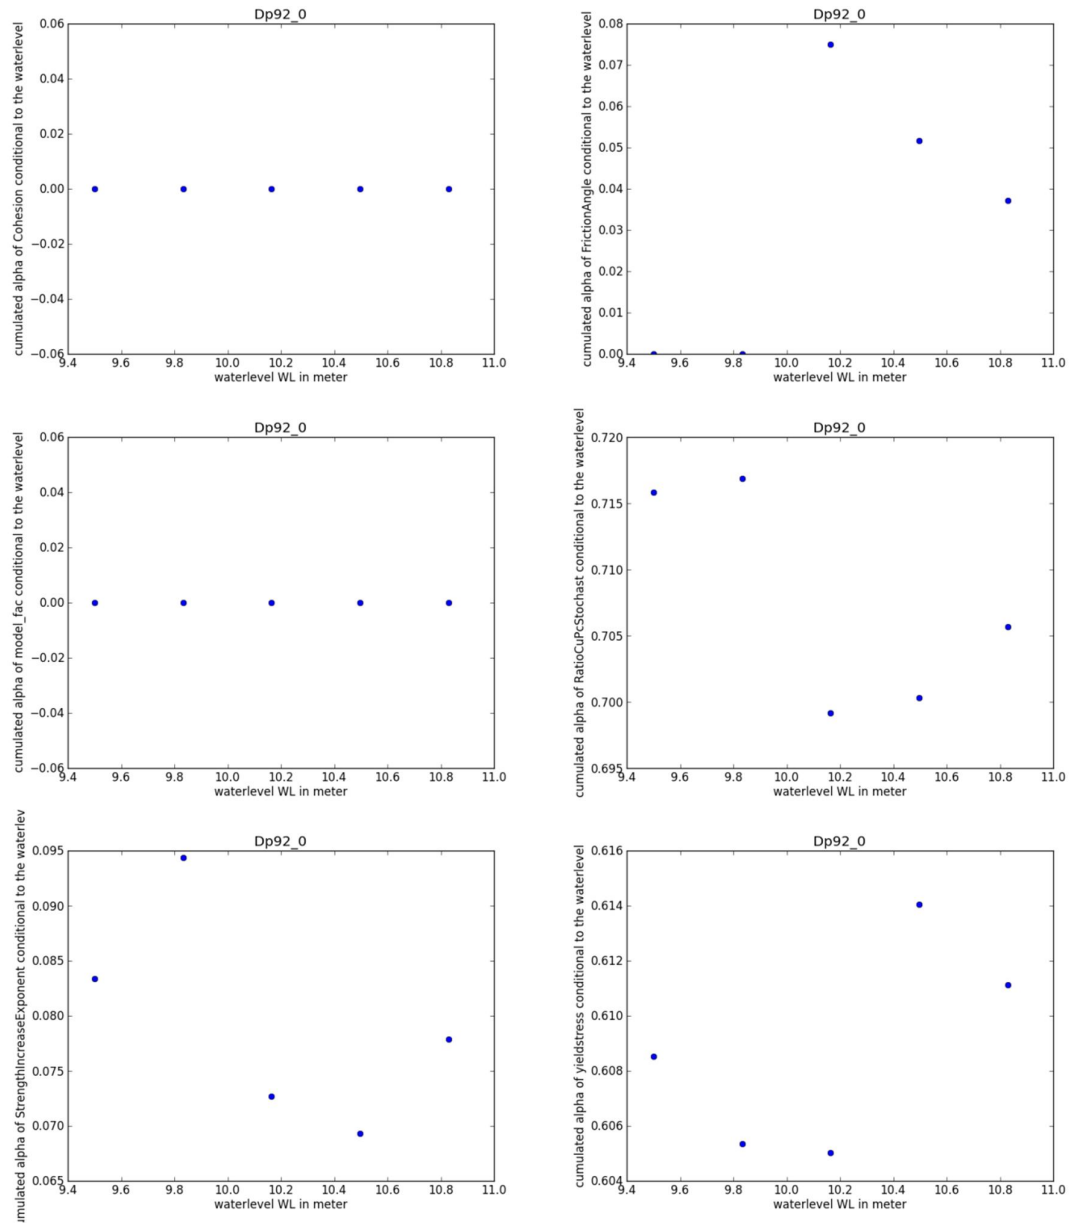 Dp92_0
cumulated alpha of Cohesion conditional to the waterlevel
0.06
0.04
0.02
0.00
−0.02
−0.04
−0.06
9.4 9.6 9.8 10.0 10.2 10.4 10.6 10.8 11.0
waterlevel WL in meter
Dp92_0
cumulated alpha of FrictionAngle conditional to the waterlevel
0.08
0.07
0.06
0.05
0.04
0.03
0.02
0.01
0.00
9.4 9.6 9.8 10.0 10.2 10.4 10.6 10.8 11.0
waterlevel WL in meter
Dp92_0
cumulated alpha of model_fac conditional to the waterlevel
0.06
0.04
0.02
0.00
−0.02
−0.04
−0.06
9.4 9.6 9.8 10.0 10.2 10.4 10.6 10.8 11.0
waterlevel WL in meter
Dp92_0
cumulated alpha of RatioCuPcStochast conditional to the waterlevel
0.720
0.715
0.710
0.705
0.700
0.695
9.4 9.6 9.8 10.0 10.2 10.4 10.6 10.8 11.0
waterlevel WL in meter
Dp92_0
umulated alpha of StrengthIncreaseExponent conditional to the waterlev
0.095
0.090
0.085
0.080
0.075
0.070
0.065
9.4 9.6 9.8 10.0 10.2 10.4 10.6 10.8 11.0
waterlevel WL in meter
Dp92_0
cumulated alpha of yieldstress conditional to the waterlevel
0.616
0.614
0.612
0.610
0.608
0.606
0.604
9.4 9.6 9.8 10.0 10.2 10.4 10.6 10.8 11.0
waterlevel WL in meter